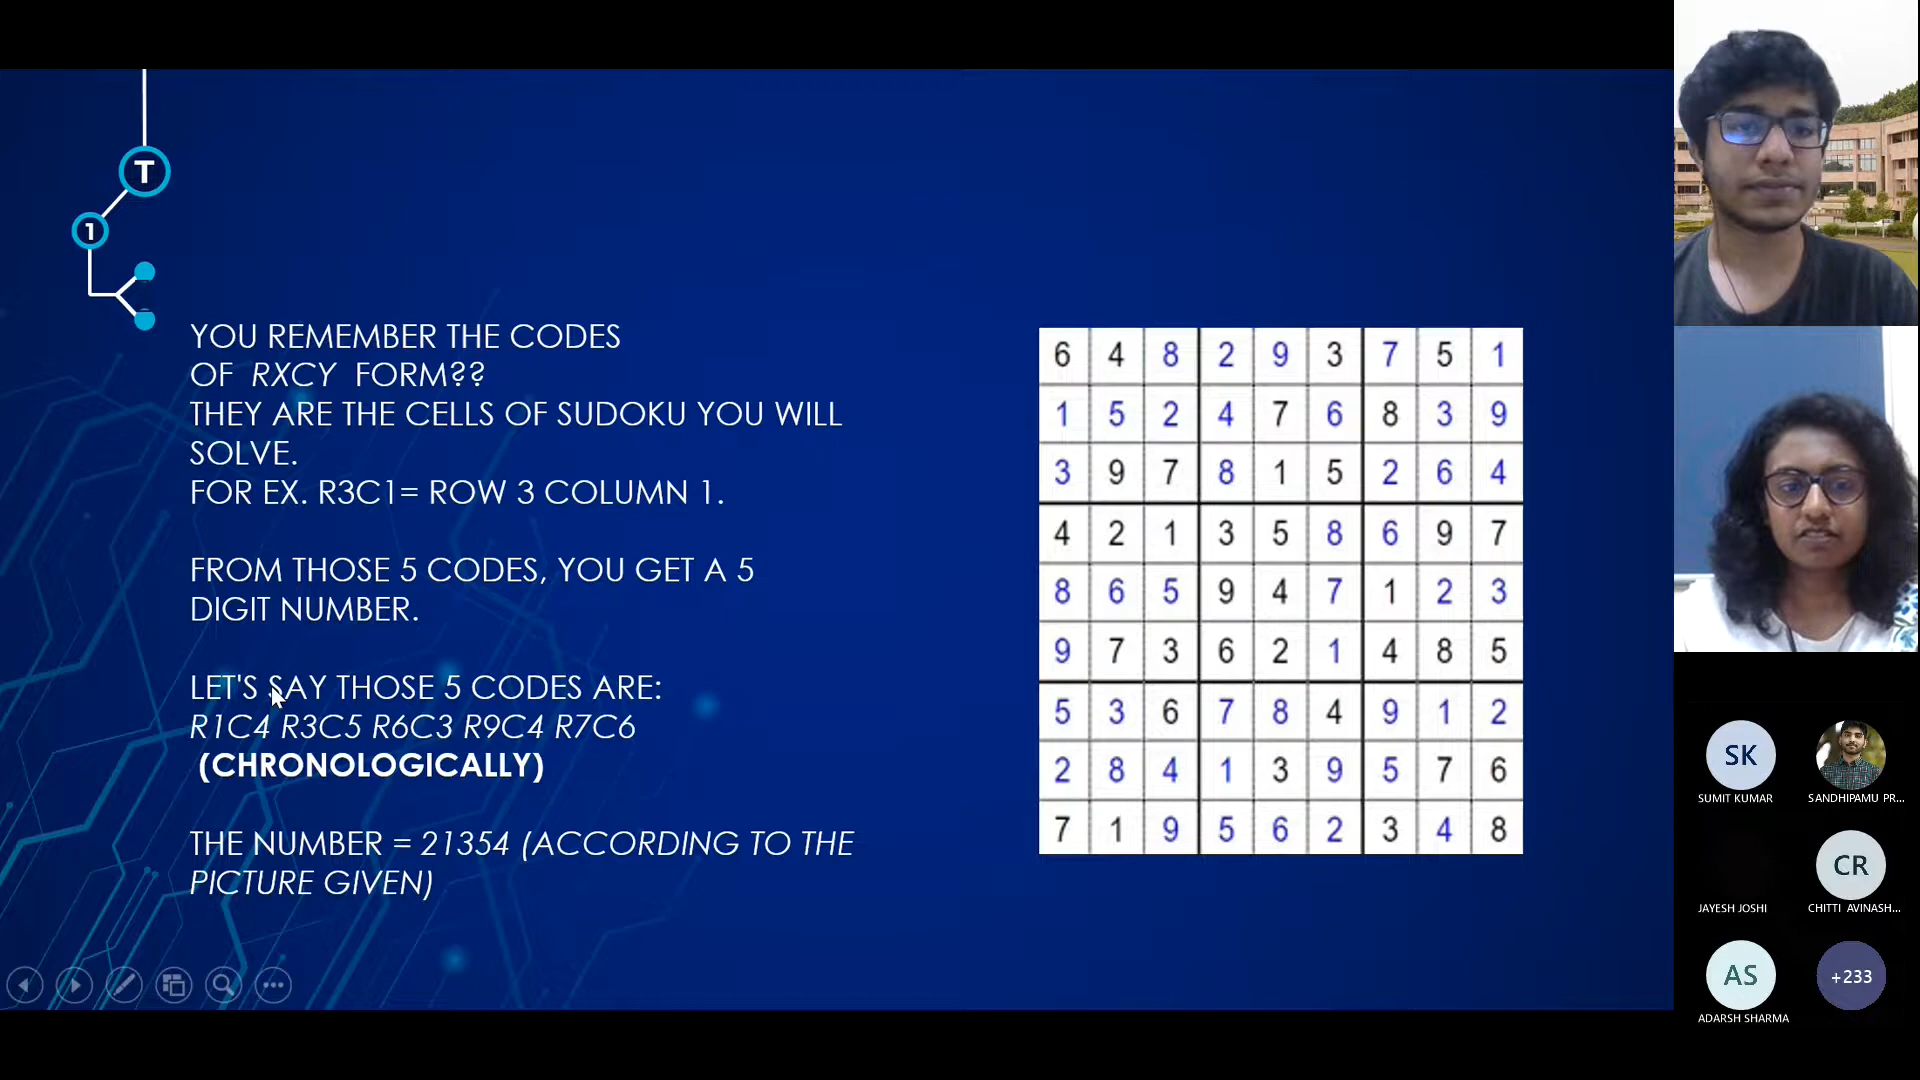 T
1
YOU REMEMBER THE CODES
OF RXCY FORM??
THEY ARE THE CELLS OF SUDOKU YOU WILL
SOLVE.
FOR EX. R3C1= ROW 3 COLUMN 1.
FROM THOSE 5 CODES, YOU GET A 5
DIGIT NUMBER.
LET'S SAY THOSE 5 CODES ARE:
R1C4 R3C5 R6C3 R9C4 R7C6
(CHRONOLOGICALLY)
THE NUMBER = 21354 (ACCORDING TO THE
PICTURE GIVEN)
6 4 8 2 9 3 7 5 1
1 5 2 4 7 6 8 3 9
3 9 7 8 1 5 2 6 4
4 2 1 3 5 8 6 9 7
8 6 5 9 4 7 1 2 3
9 7 3 6 2 1 4 8 5
5 3 6 7 8 4 9 1 2
2 8 4 1 3 9 5 7 6
7 1 9 5 6 2 3 4 8
SK
SUMIT KUMAR
SANDHIPAMU PR...
JAYESH JOSHI
CR
CHITTI AVINASH...
AS
ADARSH SHARMA
+233